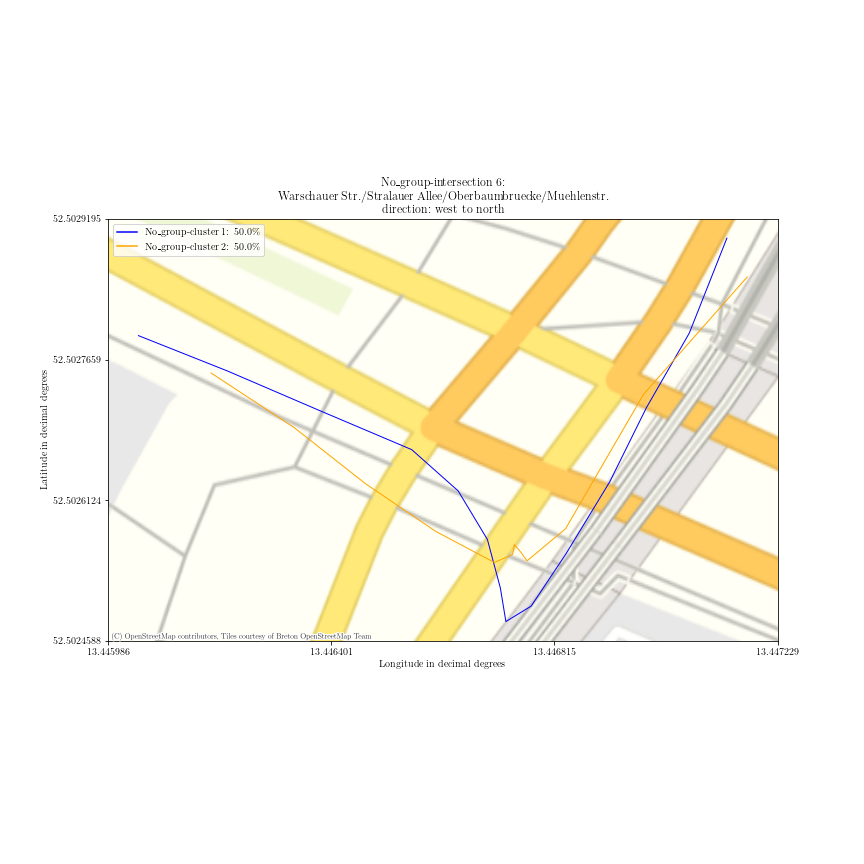 No_group-intersection 6:
Warschauer Str./Stralauer Allee/Oberbaumbruecke/Muehlenstr.
direction: west to north
52.5029195
52.5027659
52.5026124
52.5024588
Latitude in decimal degrees
No_group-cluster 1: 50.0%
No_group-cluster 2: 50.0%
(C) OpenStreetMap contributors, Tiles courtesy of Breton OpenStreetMap Team
13.445986
13.446401
13.446815
13.447229
Longitude in decimal degrees